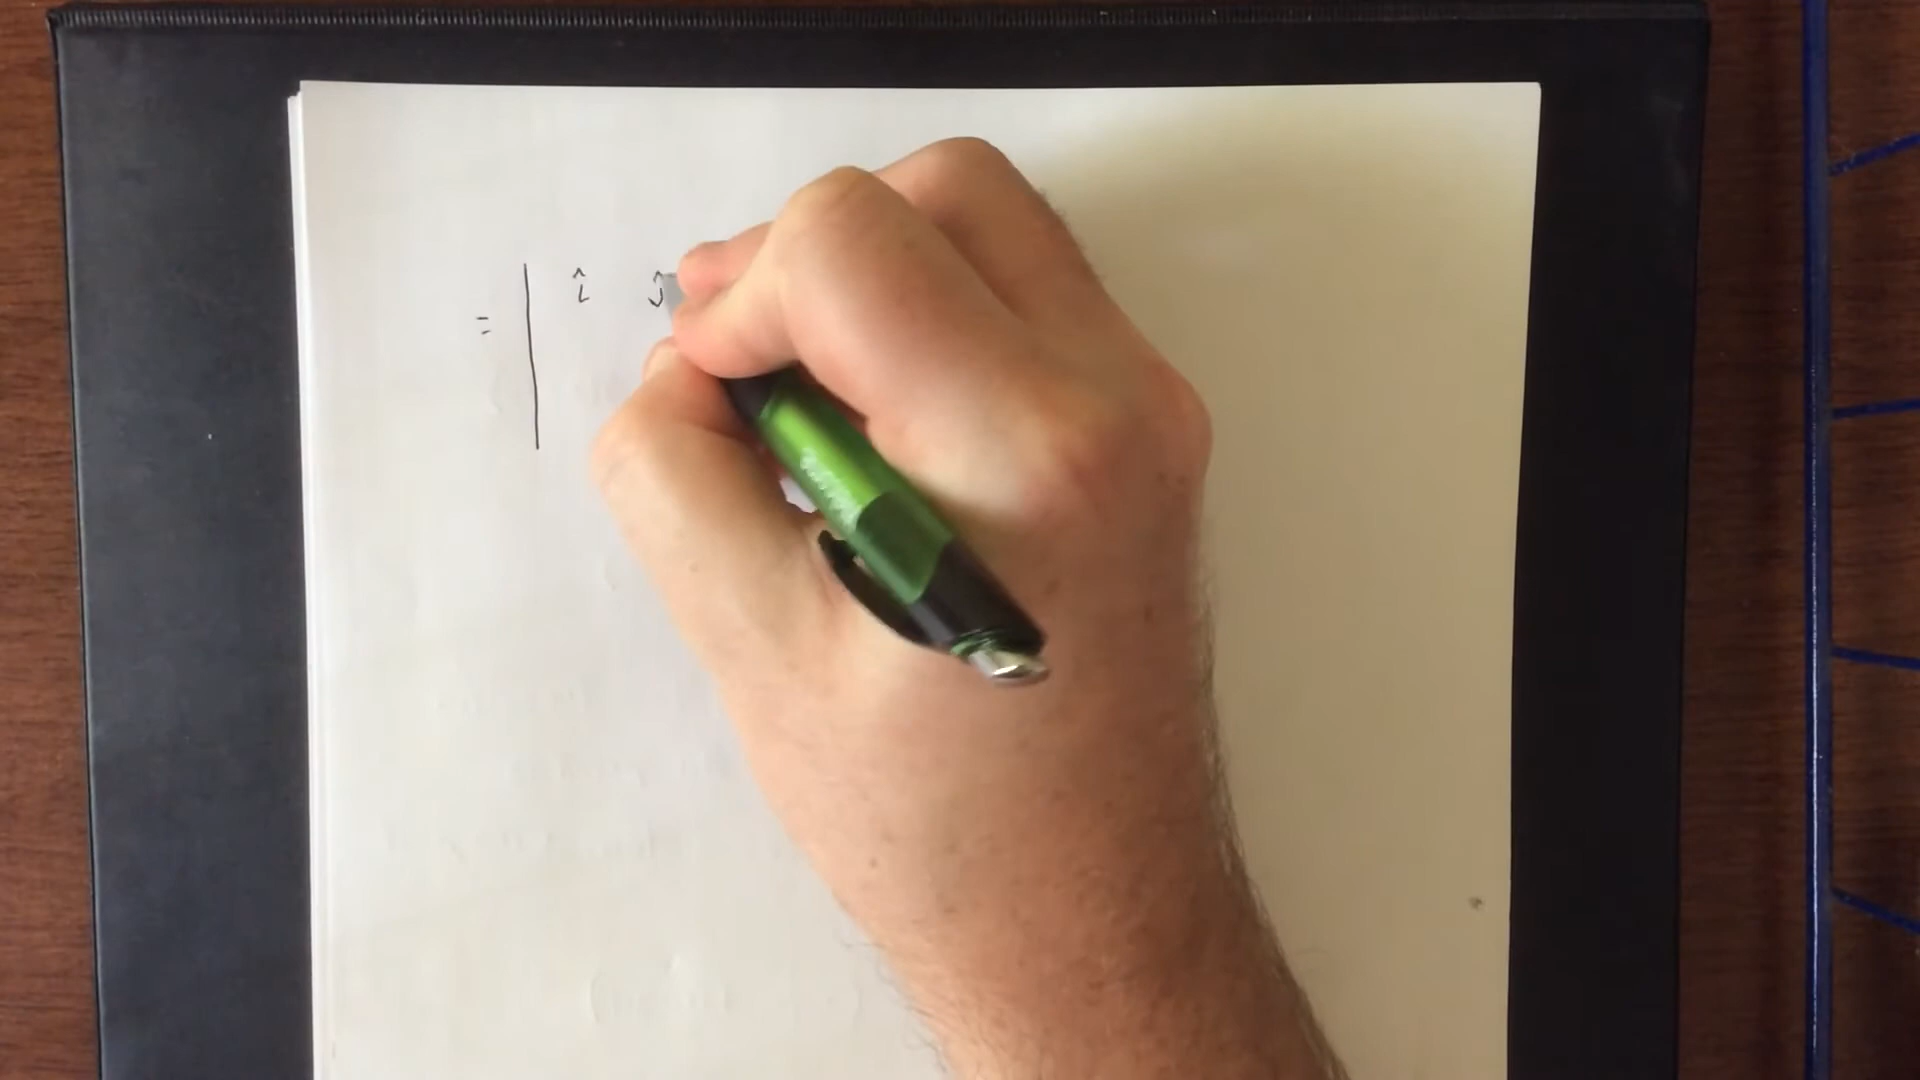 = | î ĵ